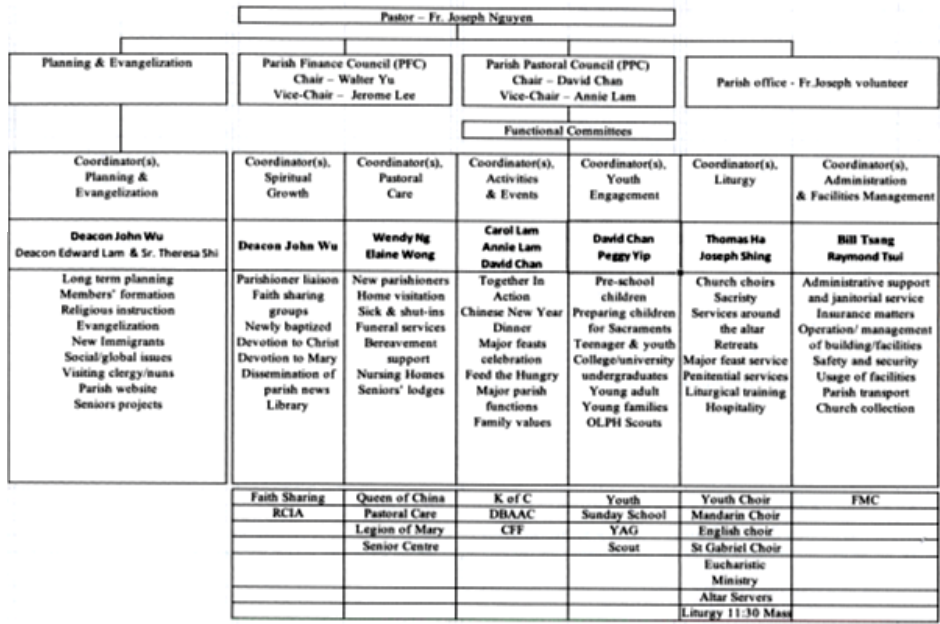 Pastor – Fr. Joseph Nguyen
Planning & Evangelization
Parish Finance Council (PFC)
Chair – Walter Yu
Vice-Chair – Jerome Lee
Parish Pastoral Council (PPC)
Chair – David Chan
Vice-Chair – Annie Lam
Parish office - Fr.Joseph volunteer
Functional Committees
Coordinator(s),
Planning &
Evangelization
Deacon John Wu
Deacon Edward Lam & Sr. Theresa Shi
Long term planning
Members' formation
Religious instruction
Evangelization
New Immigrants
Social/global issues
Visiting clergy/nuns
Parish website
Seniors projects
Coordinator(s),
Spiritual
Growth
Deacon John Wu
Parishioner liaison
Faith sharing
groups
Newly baptized
Devotion to Christ
Devotion to Mary
Dissemination of
parish news
Library
Faith Sharing
RCIA
Coordinator(s),
Pastoral
Care
Wendy Ng
Elaine Wong
New parishioners
Home visitation
Sick & shut-ins
Funeral services
Bereavement
support
Nursing Homes
Seniors' lodges
Queen of China
Pastoral Care
Legion of Mary
Senior Centre
Coordinator(s),
Activities
& Events
Carol Lam
Annie Lam
David Chan
Together In
Action
Chinese New Year
Dinner
Major feasts
celebration
Feed the Hungry
Major parish
functions
Family values
K of C
DBAAC
CFF
Coordinator(s),
Youth
Engagement
David Chan
Peggy Yip
Pre-school
children
Preparing children
for Sacraments
Teenager & youth
College/university
undergraduates
Young adult
Young families
OLPH Scouts
Youth
Sunday School
YAG
Scout
Coordinator(s),
Liturgy
Thomas Ha
Joseph Shing
Church choirs
Sacristy
Services around
the altar
Retreats
Major feast service
Penitential services
Liturgical training
Hospitality
Youth Choir
Mandarin Choir
English choir
St Gabriel Choir
Eucharistic
Ministry
Altar Servers
Liturgy 11:30 Mass
Coordinator(s),
Administration
& Facilities Management
Bill Tsang
Raymond Tsui
Administrative support
and janitorial service
Insurance matters
Operation/ management
of building/facilities
Safety and security
Usage of facilities
Parish transport
Church collection
FMC